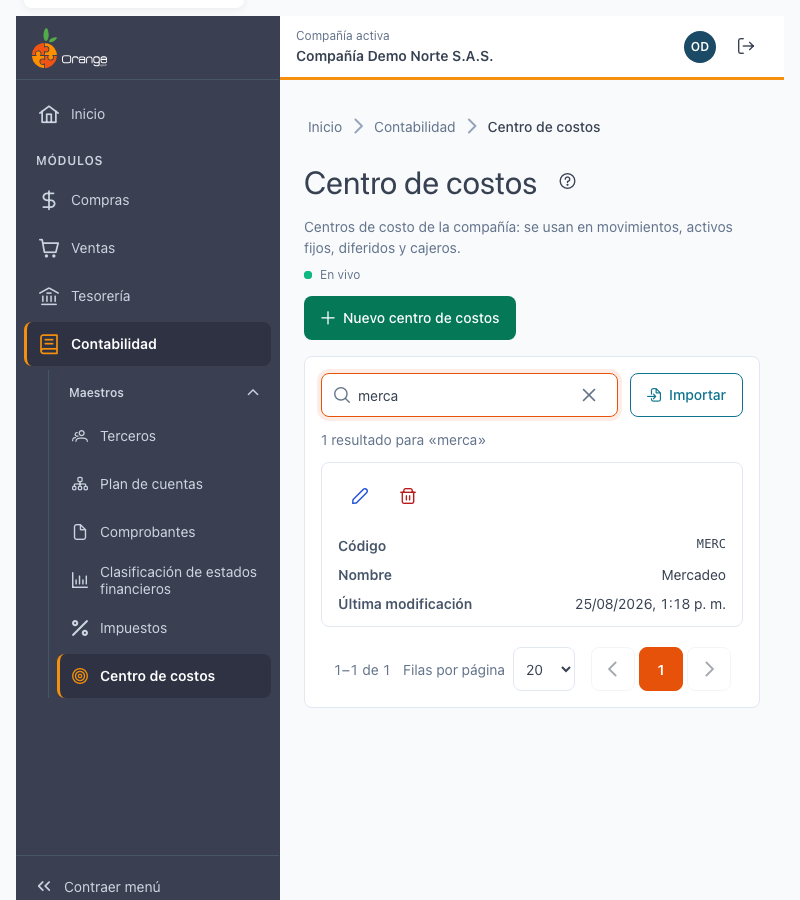 Orange
Compañía activa
Compañía Demo Norte S.A.S.
OD
Inicio
MÓDULOS
Compras
Ventas
Tesorería
Contabilidad
Maestros
Terceros
Plan de cuentas
Comprobantes
Clasificación de estados
financieros
Impuestos
Centro de costos
Contraer menú
Inicio
Contabilidad
Centro de costos
Centro de costos
Centros de costo de la compañía: se usan en movimientos, activos
fijos, diferidos y cajeros.
En vivo
Nuevo centro de costos
merca
Importar
1 resultado para «merca»
Código MERC
Nombre Mercadeo
Última modificación 25/08/2026, 1:18 p. m.
1–1 de 1 Filas por página 20 1